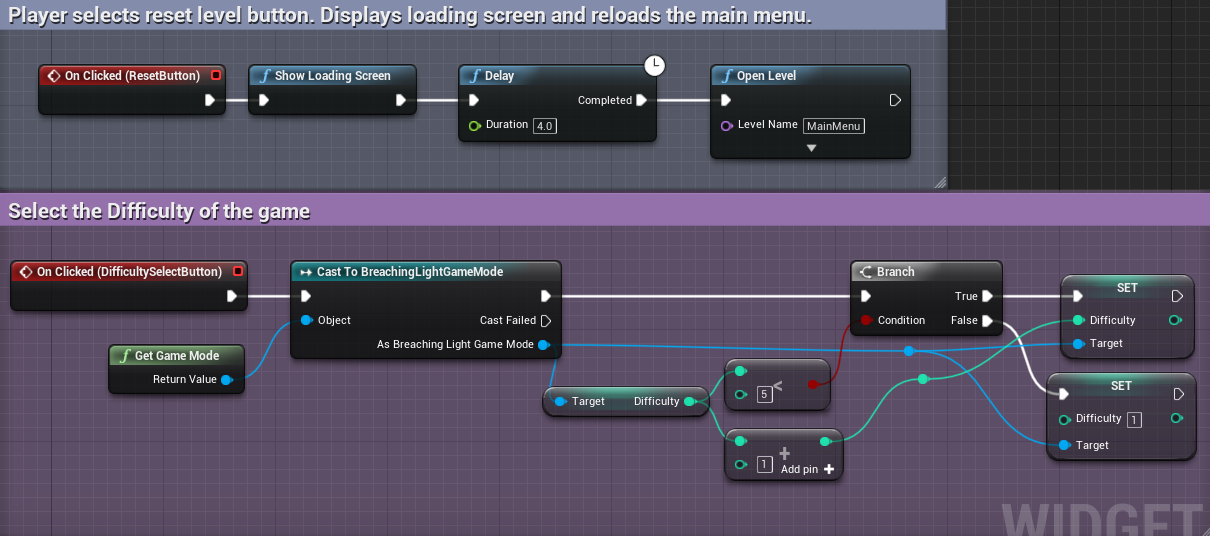 Player selects reset level button. Displays loading screen and reloads the main menu.
On Clicked (ResetButton)
Show Loading Screen
Delay
Completed
Duration 4.0
Open Level
Level Name MainMenu
Select the Difficulty of the game
On Clicked (DifficultySelectButton)
Get Game Mode
Return Value
Cast To BreachingLightGameMode
Object
Cast Failed
As Breaching Light Game Mode
Target Difficulty
5 <
1 +
Add pin +
Branch
True
Condition False
SET
Difficulty
Target
SET
Difficulty 1
Target
WIDGET